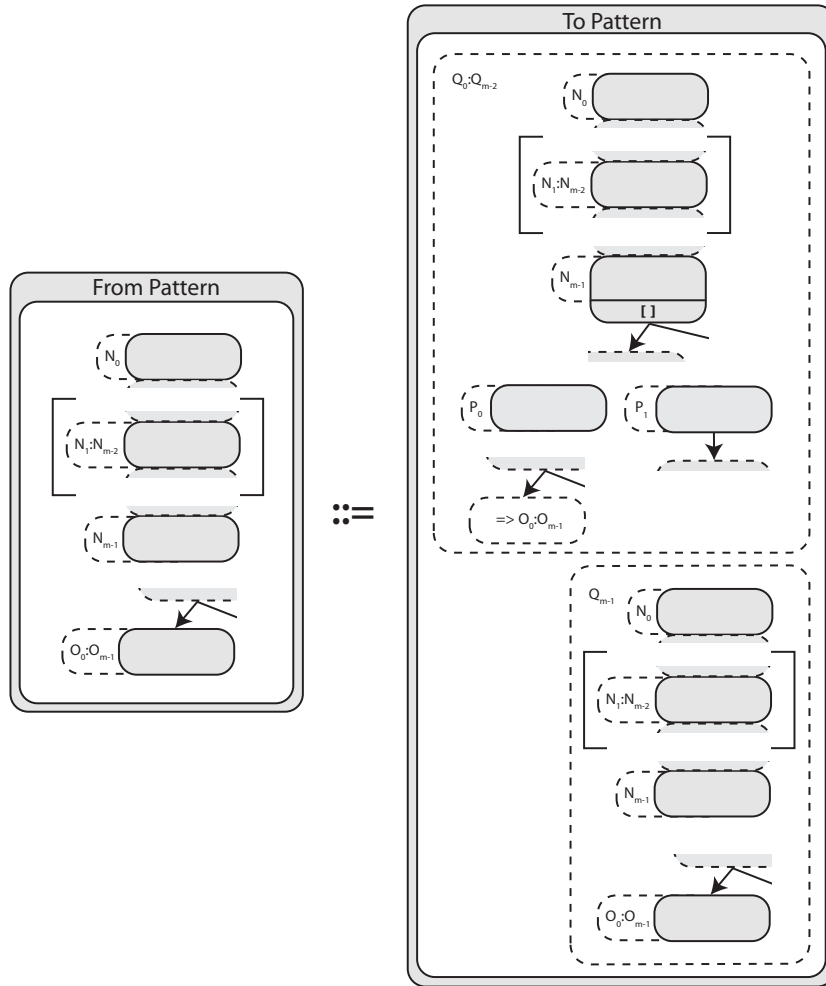 To Pattern
Q₀:Qₘ₋₂
N₀
N₁:Nₘ₋₂
Nₘ₋₁
[ ]
P₀
P₁
=> O₀:Oₘ₋₁
Qₘ₋₁
N₀
N₁:Nₘ₋₂
Nₘ₋₁
O₀:Oₘ₋₁
From Pattern
N₀
N₁:Nₘ₋₂
Nₘ₋₁
O₀:Oₘ₋₁
::=